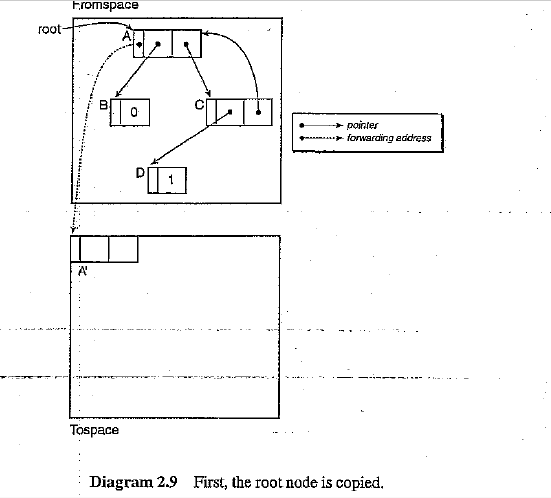 Fromspace
root
A
B
0
C
D
1
pointer
forwarding address
A'
Tospace
Diagram 2.9 First, the root node is copied.